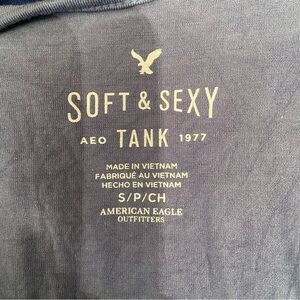 SOFT & SEXY
AEO TANK 1977
MADE IN VIETNAM
FABRIQUÉ AU VIETNAM
HECHO EN VIETNAM
S/P/CH
AMERICAN EAGLE
OUTFITTERS